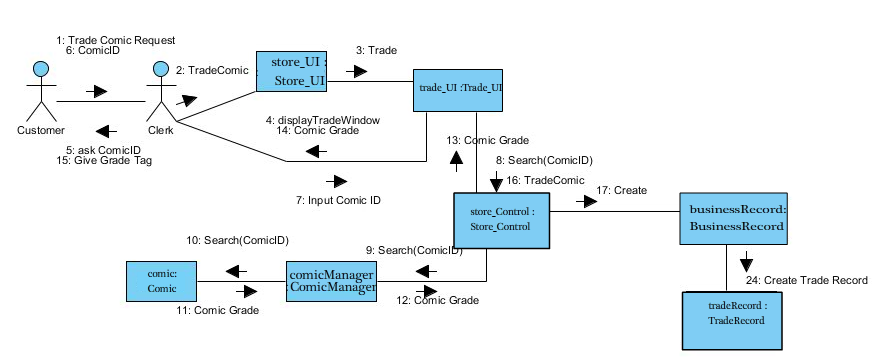 1: Trade Comic Request
6: ComicID
3: Trade
store_UI :
Store_UI
2: TradeComic
trade_UI :Trade_UI
4: displayTradeWindow
14: Comic Grade
Customer
Clerk
13: Comic Grade
5: ask ComicID
15: Give Grade Tag
8: Search(ComicID)
16: TradeComic
7: Input Comic ID
17: Create
store_Control :
Store_Control
businessRecord:
BusinessRecord
10: Search(ComicID)
9: Search(ComicID)
comic:
Comic
comicManager
:ComicManager
24: Create Trade Record
12: Comic Grade
11: Comic Grade
tradeRecord :
TradeRecord